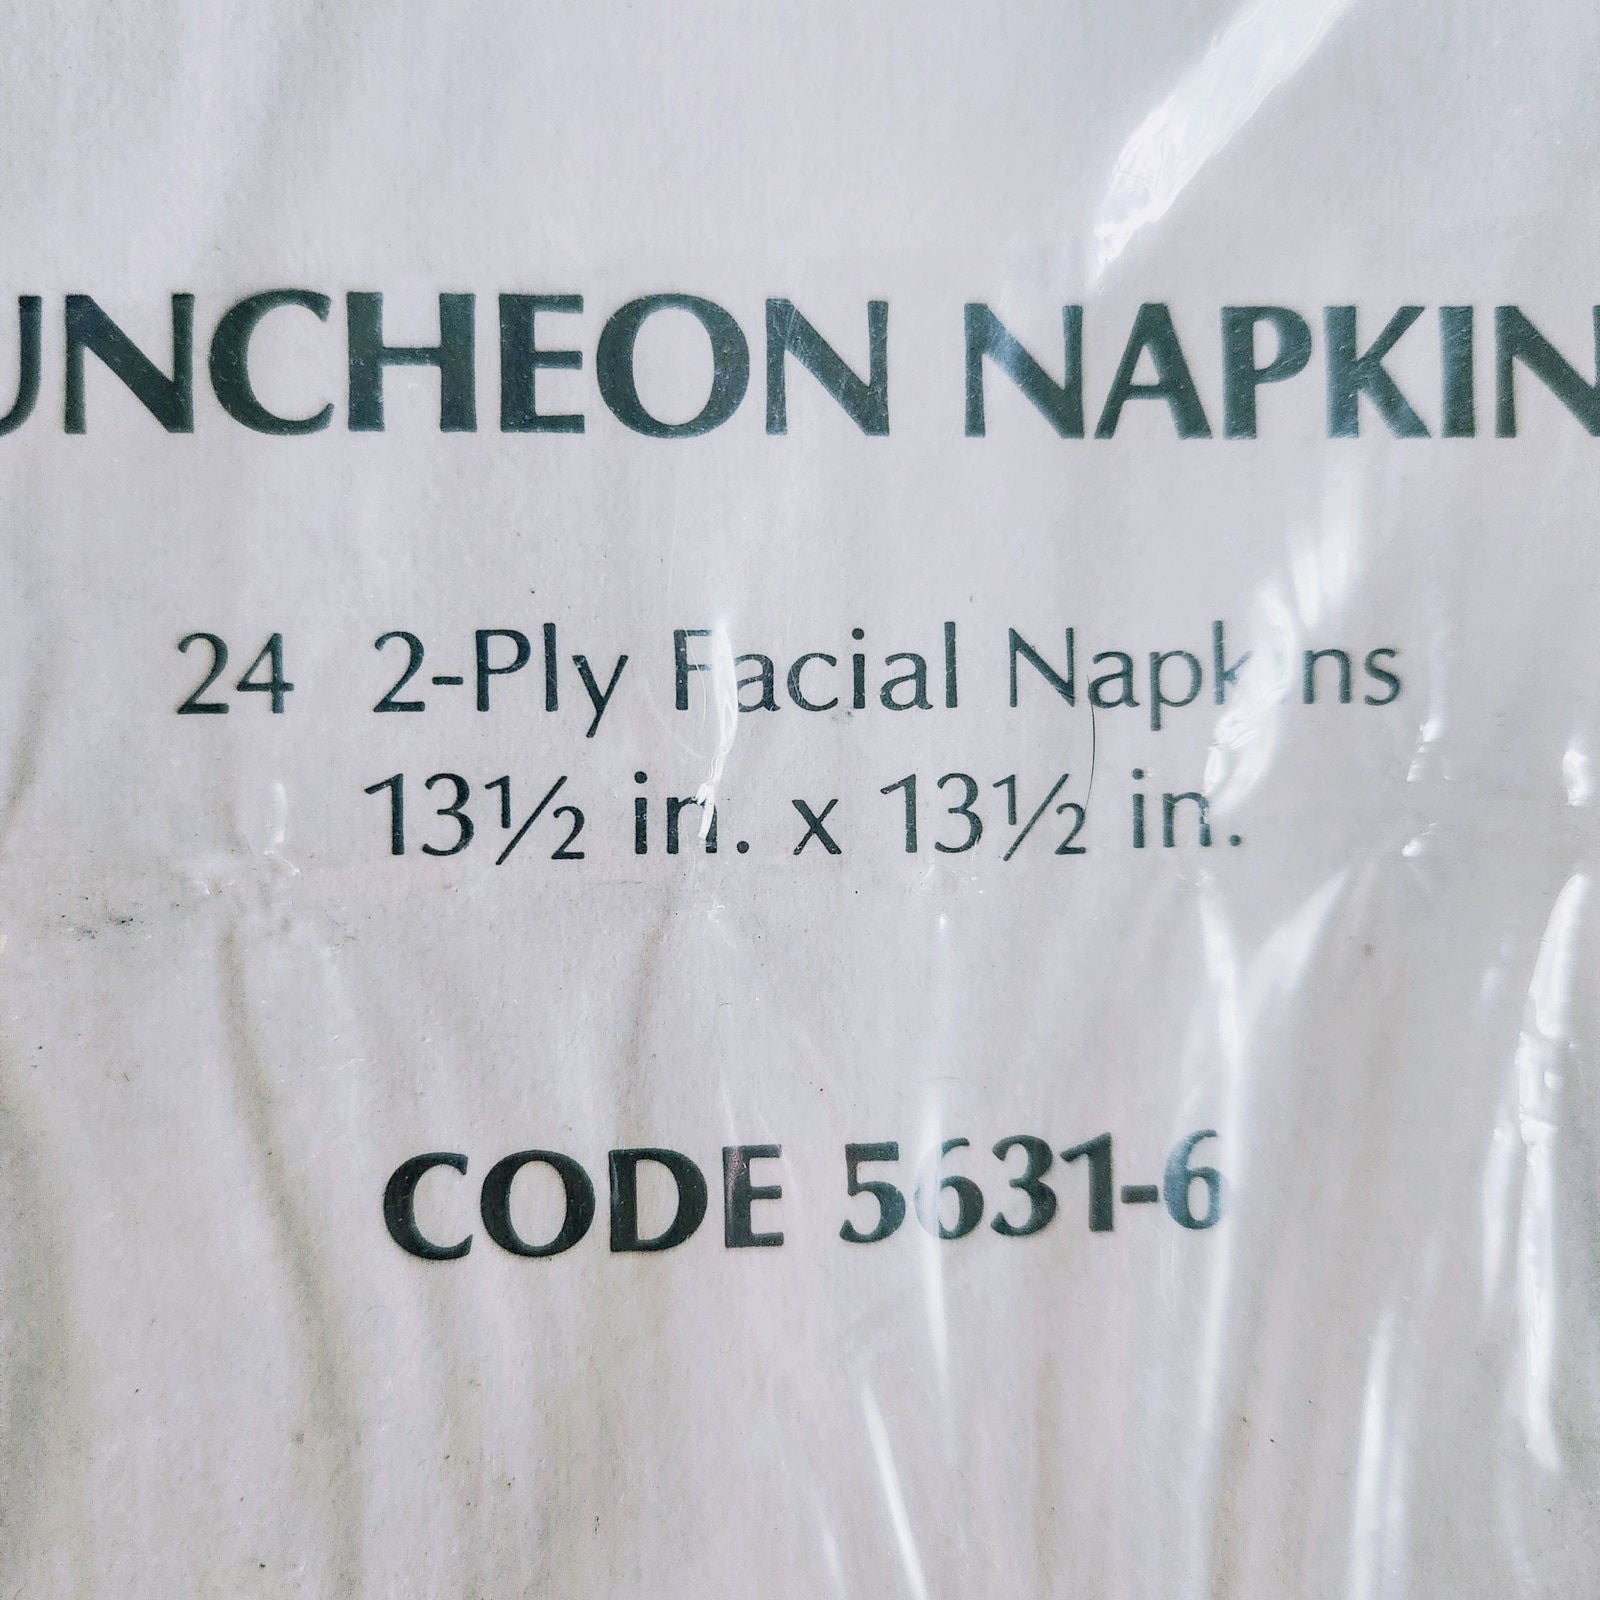 UNCHEON NAPKIN
24 2-Ply Facial Napkins
13½ in. x 13½ in.
CODE 5631-6